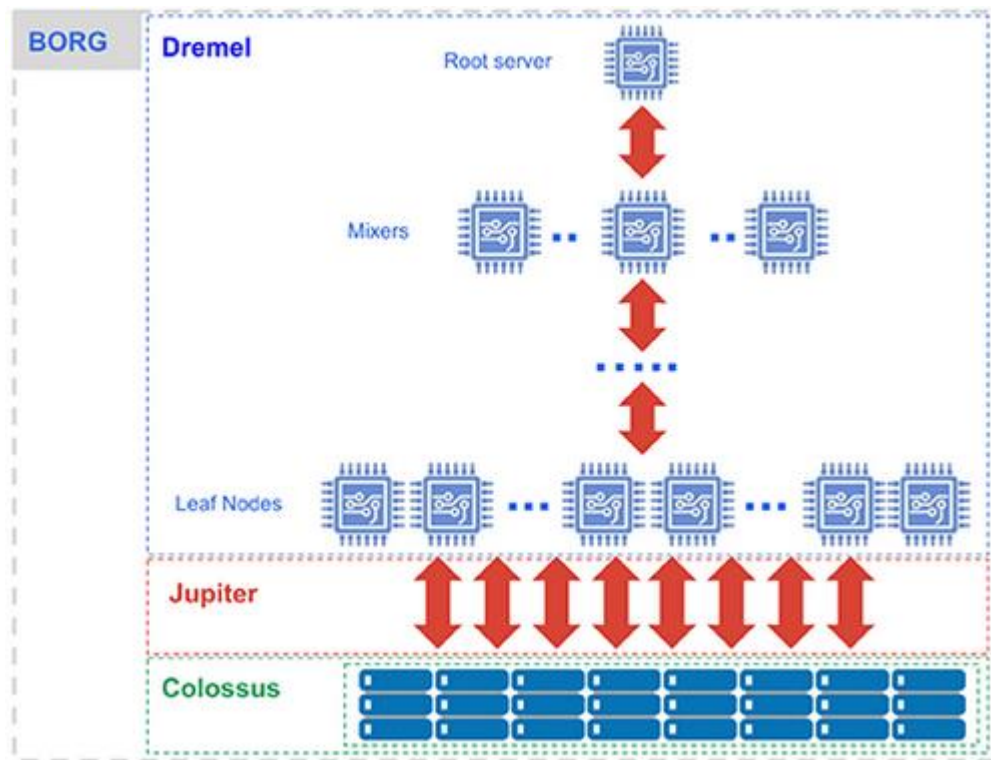 BORG
Dremel
Root server
Mixers
Leaf Nodes
Jupiter
Colossus